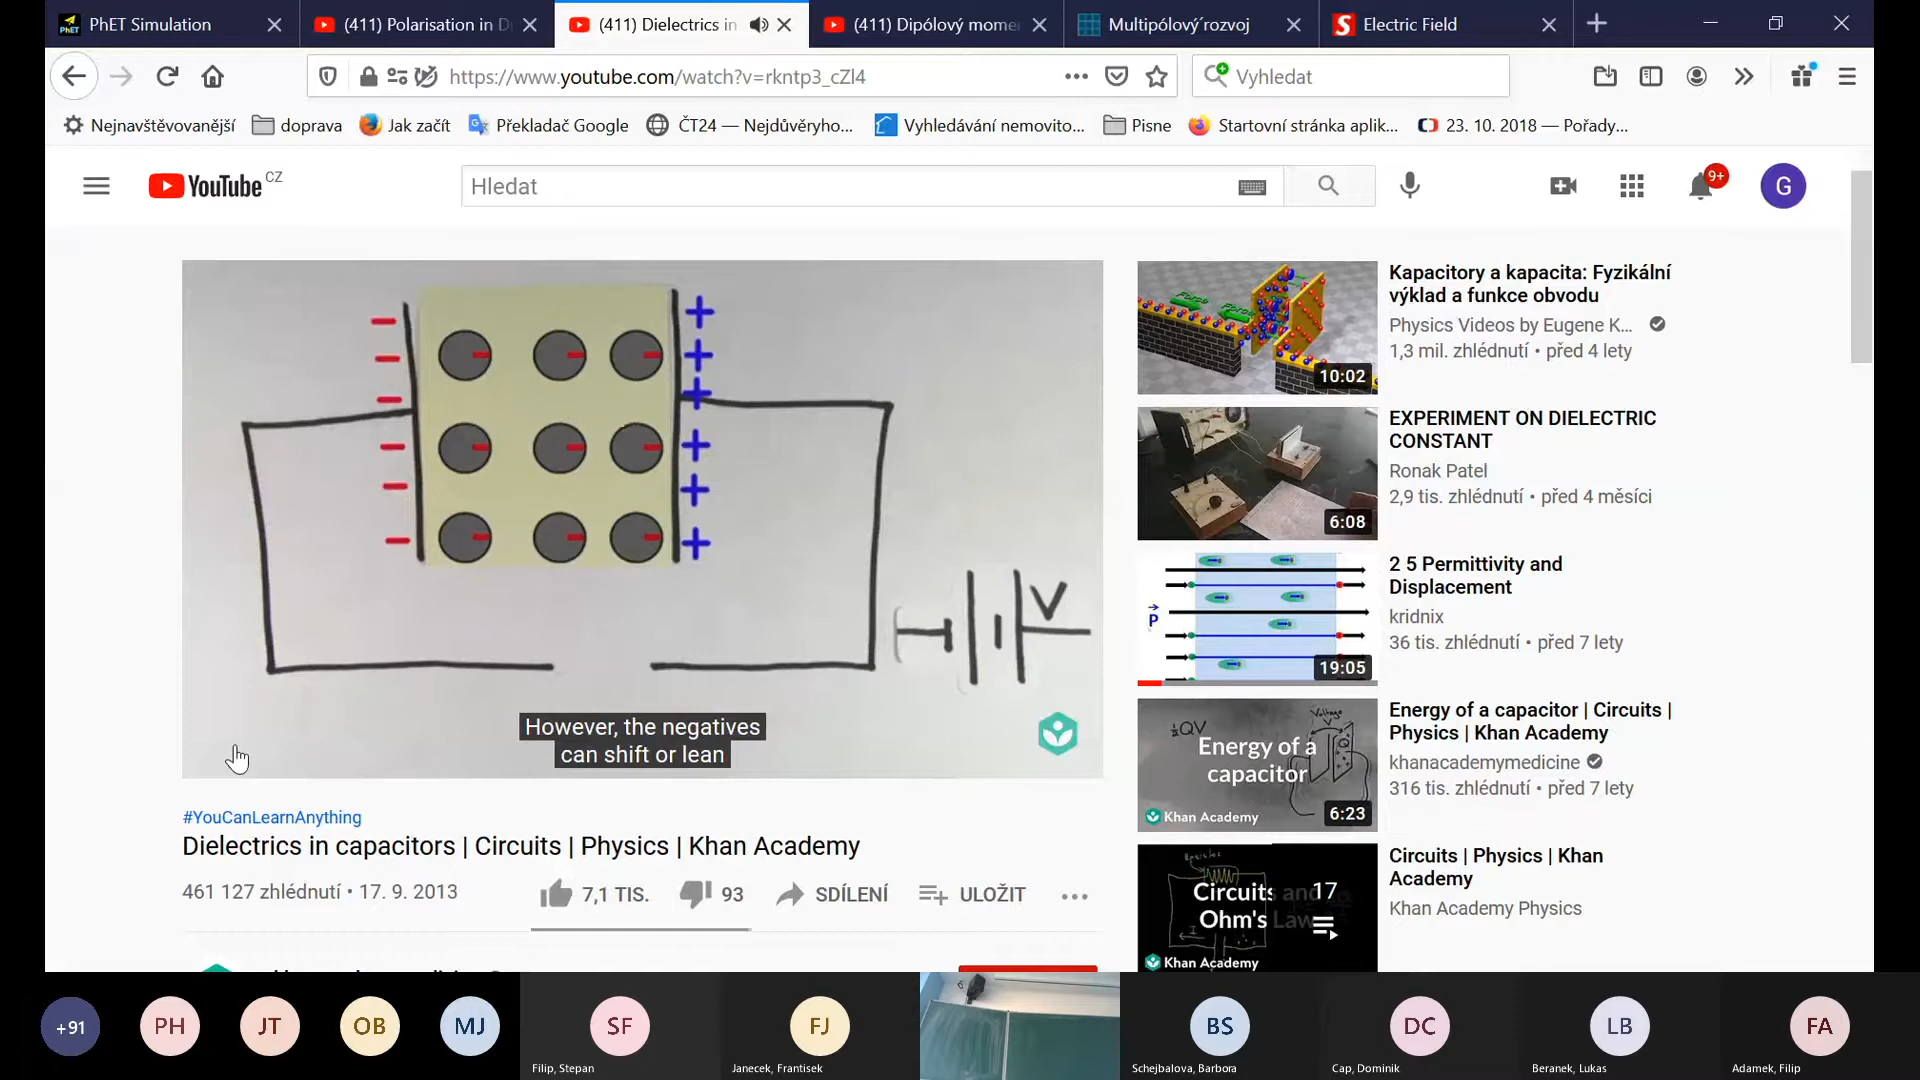 PhET Simulation
(411) Polarisation in D
(411) Dielectrics in
(411) Dipólový mome
Multipólový rozvoj
Electric Field
https://www.youtube.com/watch?v=rkntp3_cZl4
Vyhledat
Nejnavštěvovanější
doprava
Jak začít
Překladač Google
ČT24 — Nejdůvěryho...
Vyhledávání nemovito...
Pisne
Startovní stránka aplik...
23. 10. 2018 — Pořady...
YouTube CZ
Hledat
9+
G
V
However, the negatives
can shift or lean
#YouCanLearnAnything
Dielectrics in capacitors | Circuits | Physics | Khan Academy
461 127 zhlédnutí • 17. 9. 2013
7,1 TIS.
93
SDÍLENÍ
ULOŽIT
Kapacitory a kapacita: Fyzikální
výklad a funkce obvodu
Physics Videos by Eugene K...
1,3 mil. zhlédnutí • před 4 lety
Force
10:02
EXPERIMENT ON DIELECTRIC
CONSTANT
Ronak Patel
2,9 tis. zhlédnutí • před 4 měsíci
6:08
2 5 Permittivity and
Displacement
kridnix
36 tis. zhlédnutí • před 7 lety
P
19:05
Energy of a capacitor | Circuits |
Physics | Khan Academy
khanacademymedicine
316 tis. zhlédnutí • před 7 lety
½QV
Voltage
Energy of a
capacitor
Khan Academy
6:23
Circuits | Physics | Khan
Academy
Khan Academy Physics
Resistor
Circuits and
Ohm's Law
17
I
Khan Academy
+91
PH
JT
OB
MJ
SF
Filip, Stepan
FJ
Janecek, Frantisek
BS
Schejbalova, Barbora
DC
Cap, Dominik
LB
Beranek, Lukas
FA
Adamek, Filip